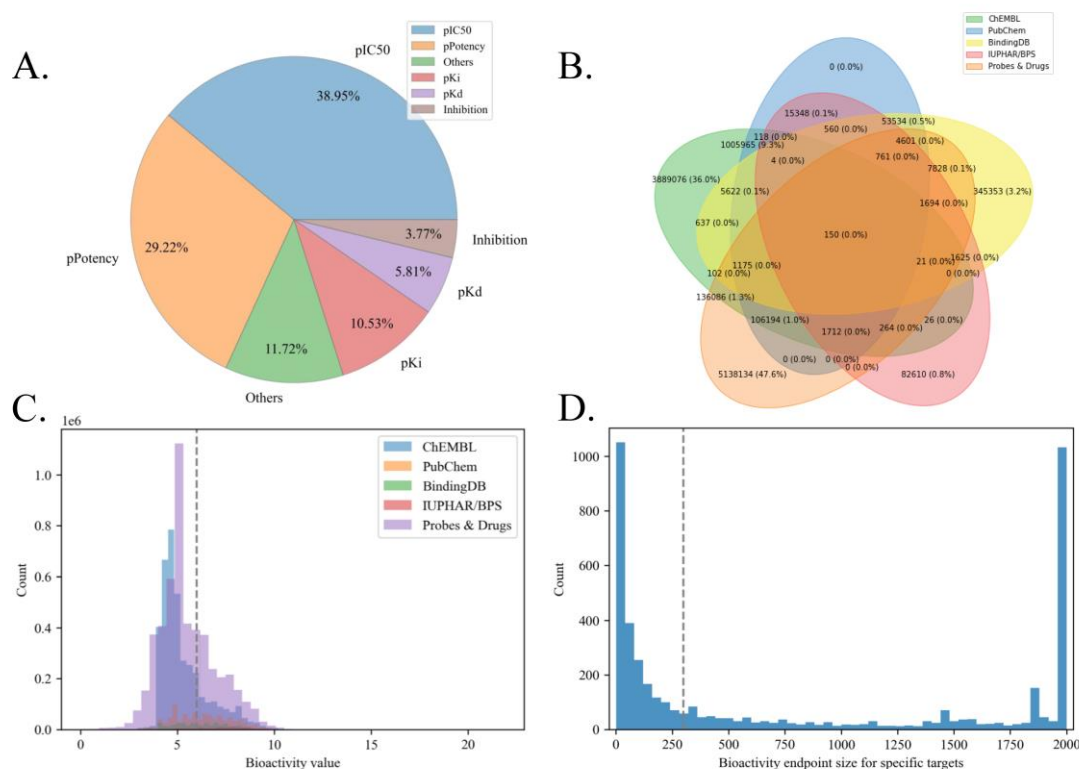 A.
pIC50
38.95%
pIC50
pPotency
Others
pKi
pKd
Inhibition
pPotency
29.22%
3.77%
Inhibition
5.81%
pKd
10.53%
pKi
11.72%
Others
B.
ChEMBL
PubChem
BindingDB
IUPHAR/BPS
Probes & Drugs
0 (0.0%)
15348 (0.1%)
53534 (0.5%)
560 (0.0%)
118 (0.0%)
4601 (0.0%)
1005965 (9.3%)
761 (0.0%)
4 (0.0%)
7828 (0.1%)
3889076 (36.0%)
5622 (0.1%)
345353 (3.2%)
1694 (0.0%)
637 (0.0%)
150 (0.0%)
1625 (0.0%)
21 (0.0%)
1175 (0.0%)
102 (0.0%)
0 (0.0%)
136086 (1.3%)
106194 (1.0%)
26 (0.0%)
264 (0.0%)
1712 (0.0%)
0 (0.0%)
0 (0.0%)
0 (0.0%)
5138134 (47.6%)
82610 (0.8%)
C.
1e6
ChEMBL
PubChem
BindingDB
IUPHAR/BPS
Probes & Drugs
1.0
0.8
0.6
0.4
0.2
0.0
Count
0
5
10
15
20
Bioactivity value
D.
1000
800
600
400
200
0
Count
0
250
500
750
1000
1250
1500
1750
2000
Bioactivity endpoint size for specific targets